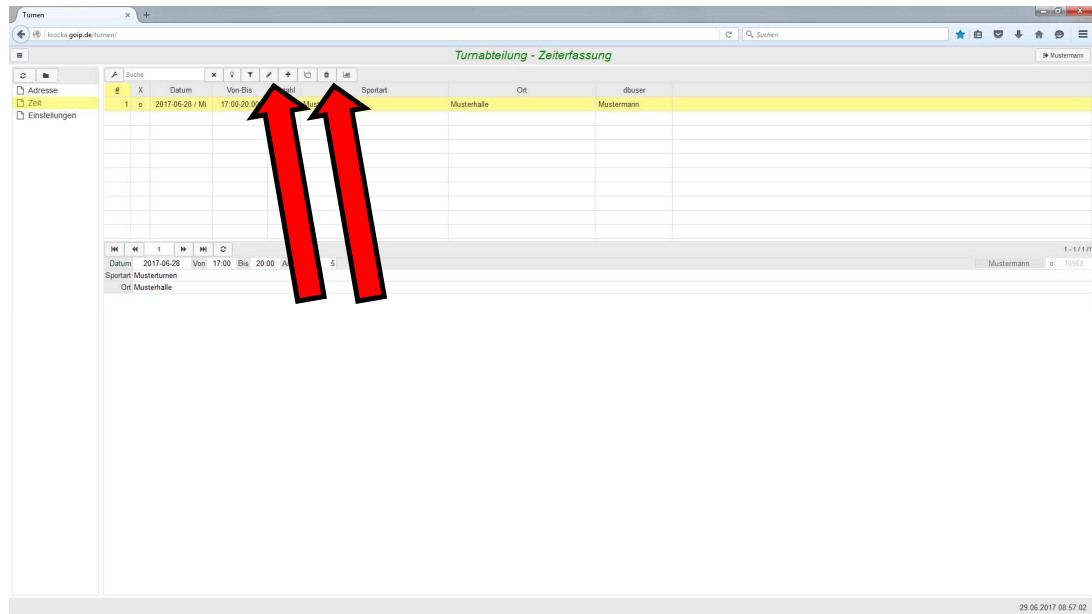 Turnen
krocka.goip.de/turnen/
Suchen
Turnabteilung - Zeiterfassung
Mustermann
Suche
Adresse
Zeit
Einstellungen
# X Datum Von-Bis Sportart Ort dbuser
1 o 2017-06-28 / Mi 17:00-20:00 Musterhalle Mustermann
1
1 - 1 / 1 /1
Datum 2017-06-28 Von 17:00 Bis 20:00 5 Mustermann o 10968
Sportart Musterturnen
Ort Musterhalle
29.06.2017 08:57:02